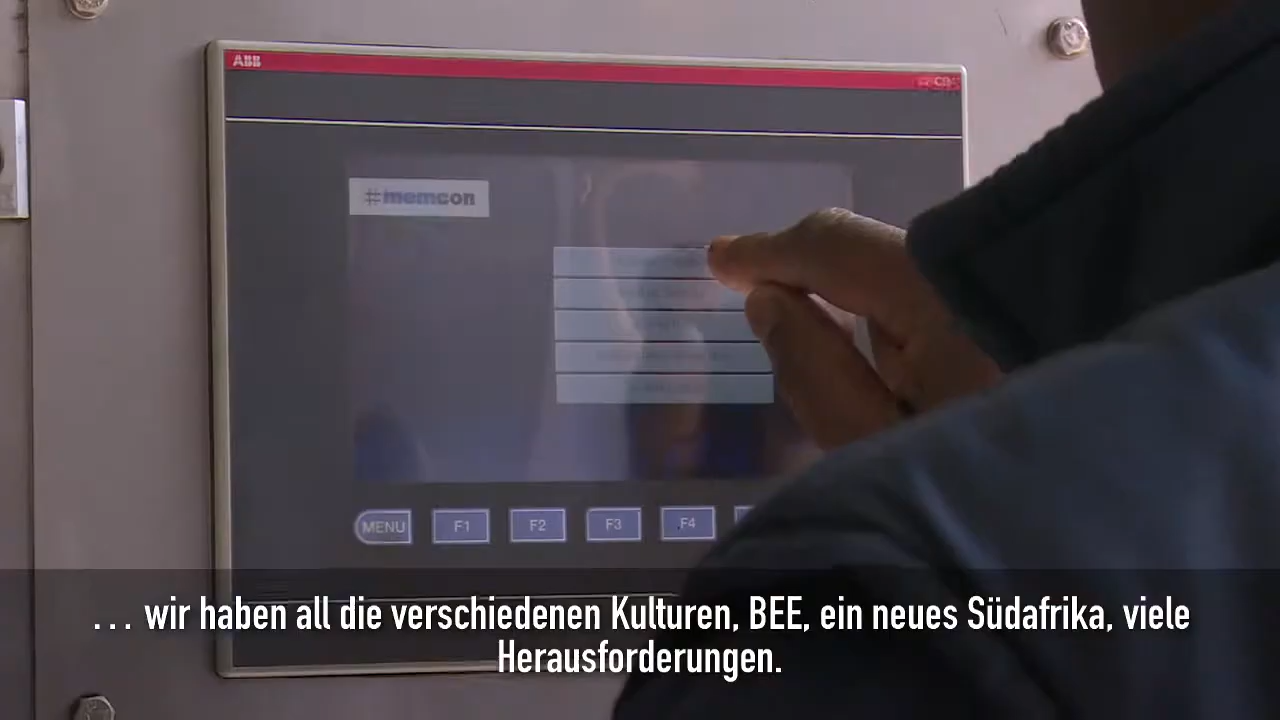 ABB
#memcon
MENU F1 F2 F3 F4
… wir haben all die verschiedenen Kulturen, BEE, ein neues Südafrika, viele
Herausforderungen.